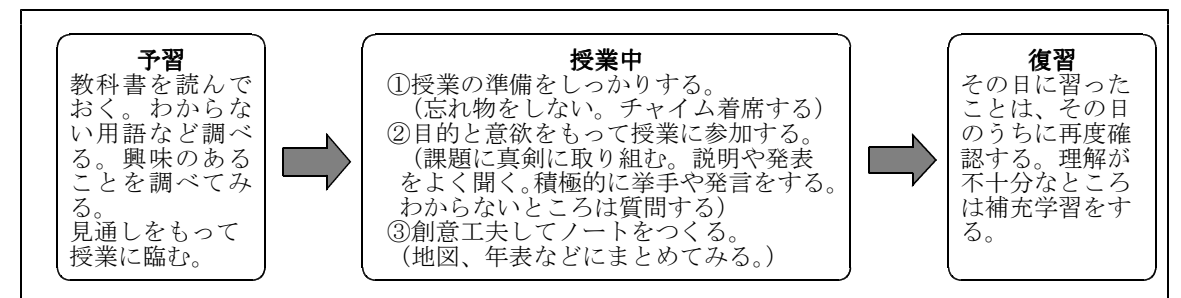 予習
教科書を読んで
おく。わからな
い用語など調べ
る。興味のある
ことを調べてみ
る。
見通しをもって
授業に臨む。
授業中
①授業の準備をしっかりする。
（忘れ物をしない。チャイム着席する）
②目的と意欲をもって授業に参加する。
（課題に真剣に取り組む。説明や発表
をよく聞く。積極的に挙手や発言をする。
わからないところは質問する）
③創意工夫してノートをつくる。
（地図、年表などにまとめてみる。）
復習
その日に習った
ことは、その日
のうちに再度確
認する。理解が
不十分なところ
は補充学習をす
る。